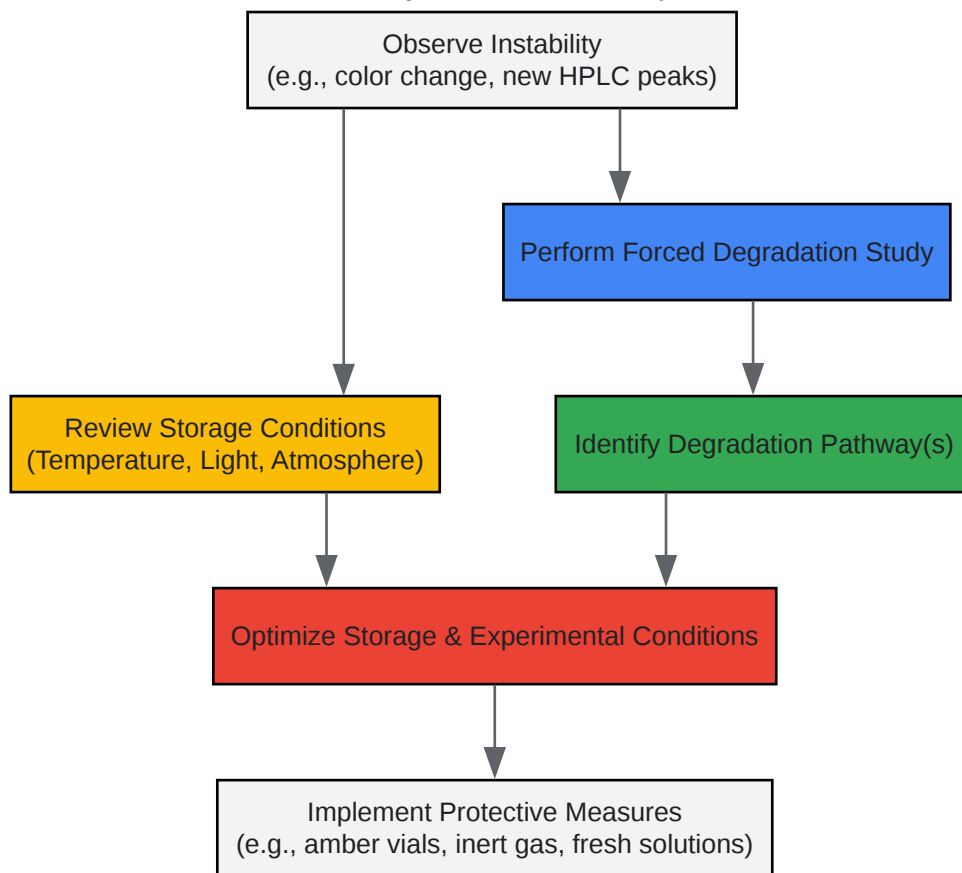 Observe Instability
(e.g., color change, new HPLC peaks)
Perform Forced Degradation Study
Review Storage Conditions
(Temperature, Light, Atmosphere)
Identify Degradation Pathway(s)
Optimize Storage & Experimental Conditions
Implement Protective Measures
(e.g., amber vials, inert gas, fresh solutions)